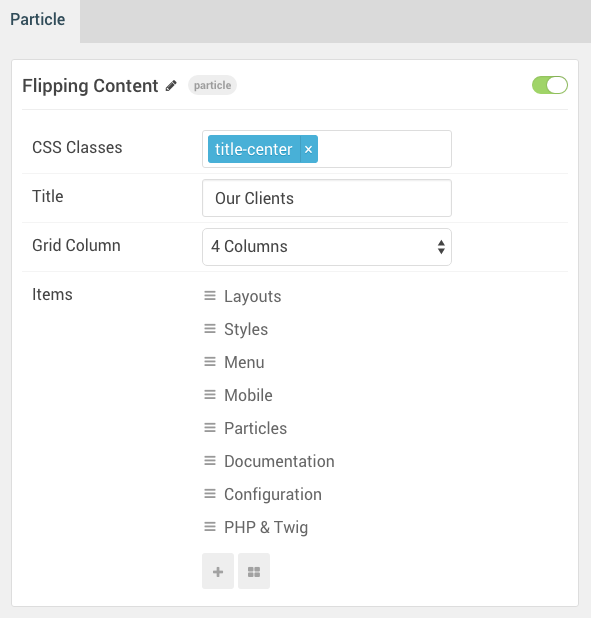 Particle
Flipping Content particle
CSS Classes title-center ×
Title Our Clients
Grid Column 4 Columns
Items Layouts
Styles
Menu
Mobile
Particles
Documentation
Configuration
PHP & Twig